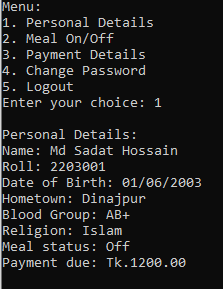 Menu:
1. Personal Details
2. Meal On/Off
3. Payment Details
4. Change Password
5. Logout
Enter your choice: 1
Personal Details:
Name: Md Sadat Hossain
Roll: 2203001
Date of Birth: 01/06/2003
Hometown: Dinajpur
Blood Group: AB+
Religion: Islam
Meal status: Off
Payment due: Tk.1200.00